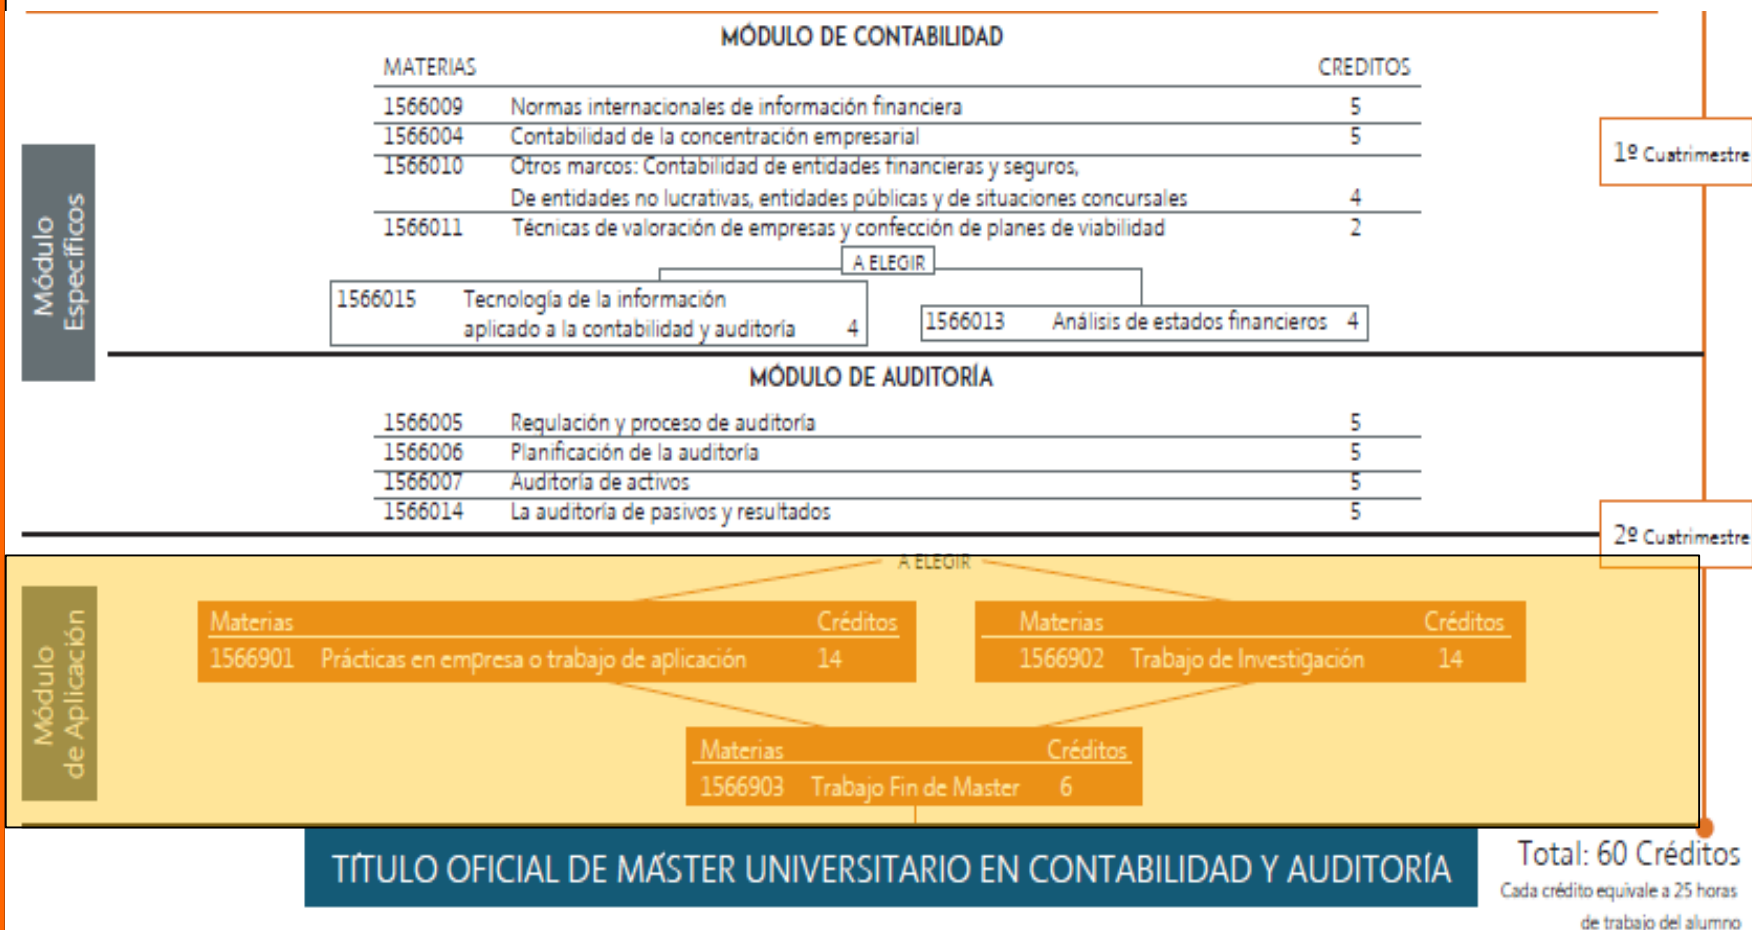 MÓDULO DE CONTABILIDAD
MATERIAS CREDITOS
1566009 Normas internacionales de información financiera 5
1566004 Contabilidad de la concentración empresarial 5
1566010 Otros marcos: Contabilidad de entidades financieras y seguros,
De entidades no lucrativas, entidades públicas y de situaciones concursales 4
1566011 Técnicas de valoración de empresas y confección de planes de viabilidad 2
A ELEGIR
1566015 Tecnología de la información
aplicado a la contabilidad y auditoría 4
1566013 Análisis de estados financieros 4
Módulo
Específicos
1º Cuatrimestre
MÓDULO DE AUDITORÍA
1566005 Regulación y proceso de auditoría 5
1566006 Planificación de la auditoría 5
1566007 Auditoría de activos 5
1566014 La auditoría de pasivos y resultados 5
2º Cuatrimestre
A ELEGIR
Módulo
de Aplicación
Materias Créditos
1566901 Prácticas en empresa o trabajo de aplicación 14
Materias Créditos
1566902 Trabajo de Investigación 14
Materias Créditos
1566903 Trabajo Fin de Master 6
TÍTULO OFICIAL DE MÁSTER UNIVERSITARIO EN CONTABILIDAD Y AUDITORÍA
Total: 60 Créditos
Cada crédito equivale a 25 horas
de trabajo del alumno